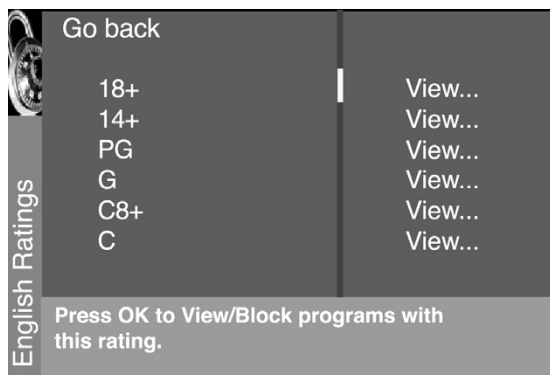 Go back
18+ View...
14+ View...
PG View...
G View...
C8+ View...
C View...
English Ratings
Press OK to View/Block programs with
this rating.